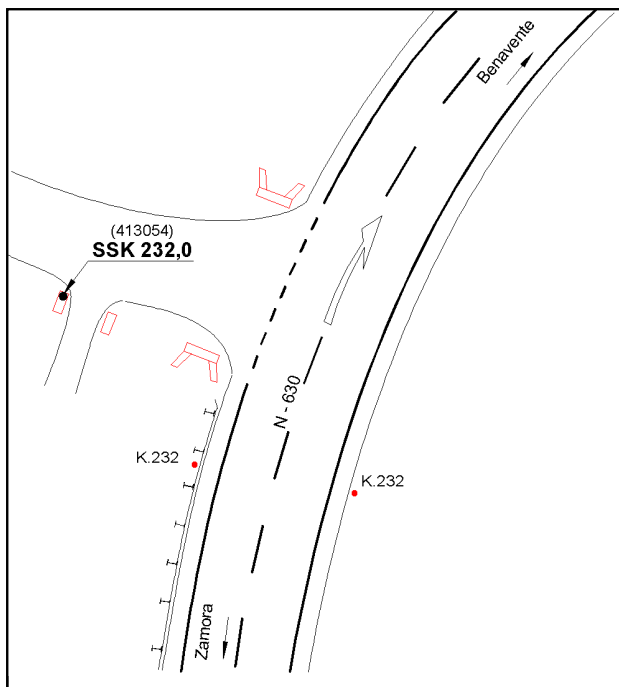 Benavente
(413054)
SSK 232,0
N - 630
K.232
K.232
Zamora